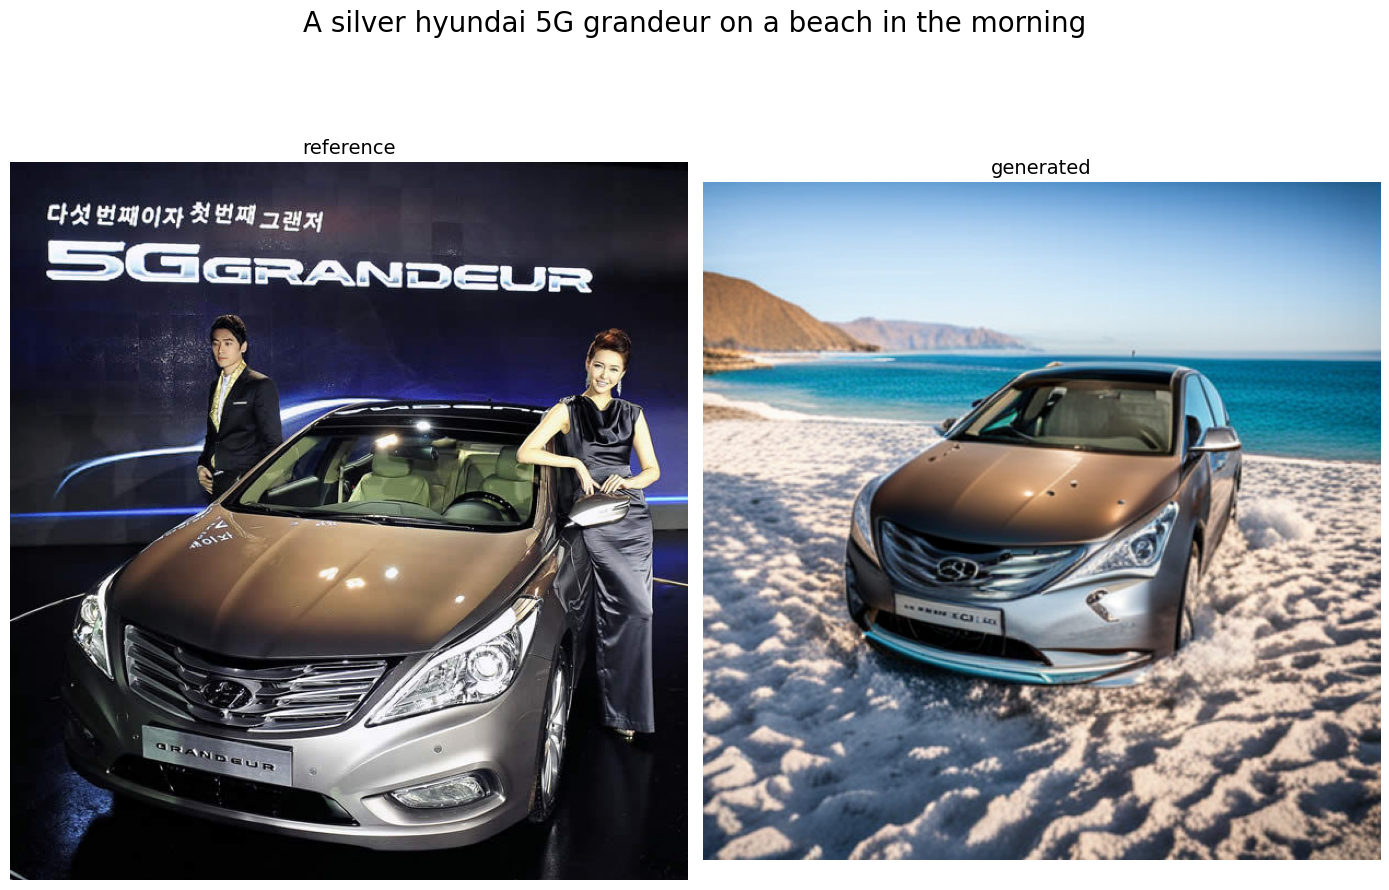 A silver hyundai 5G grandeur on a beach in the morning
reference
다섯 번째이자 첫 번째 그랜저
5G GRANDEUR
GRANDEUR
generated